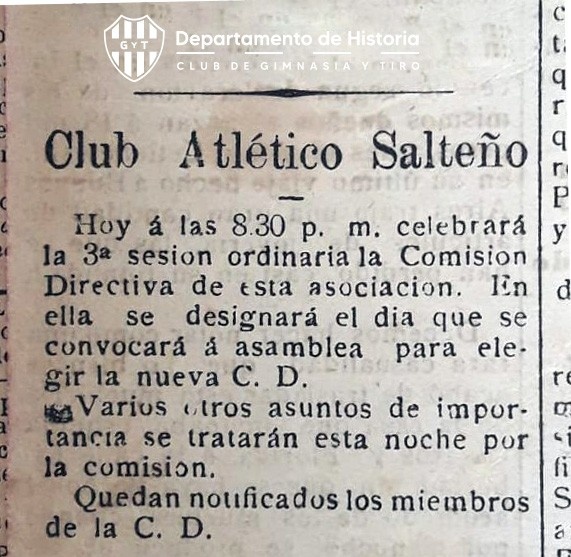 GYT
Departamento de Historia
CLUB DE GIMNASIA Y TIRO
Club Atlético Salteño
Hoy á las 8.30 p. m. celebrará
la 3ª sesion ordinaria la Comision
Directiva de esta asociacion. En
ella se designará el dia que se
convocará á asamblea para ele-
gir la nueva C. D.
Varios otros asuntos de impor-
tancia se tratarán esta noche por
la comision.
Quedan notificados los miembros
de la C. D.